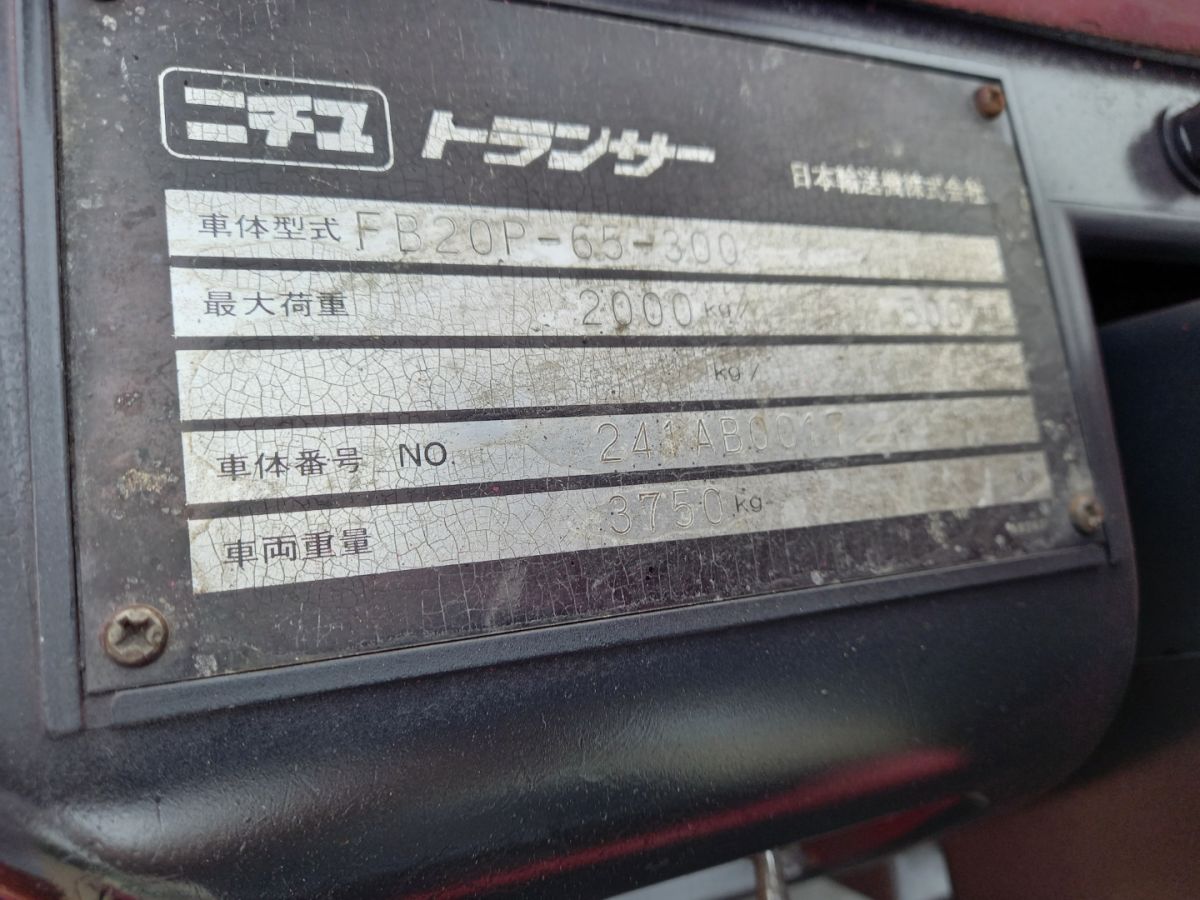 ニチユ トランサー 日本輸送機株式会社
車体型式 FB20P-65-300
最大荷重 2000 kg/ 300
kg/
車体番号 NO. 241AB0017
車両重量 3750 kg